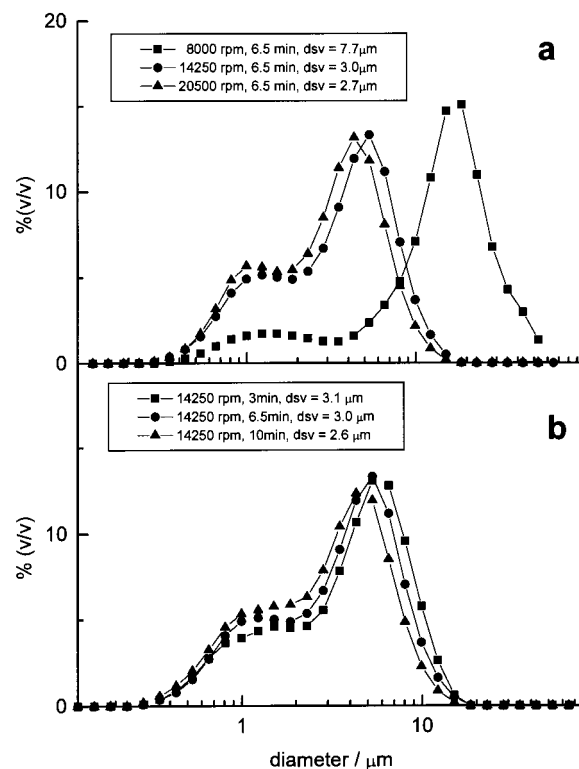 20
a
8000 rpm, 6.5 min, dsv = 7.7μm
14250 rpm, 6.5 min, dsv = 3.0μm
20500 rpm, 6.5 min, dsv = 2.7μm
%(v/v)
10
0
b
14250 rpm, 3min, dsv = 3.1 μm
14250 rpm, 6.5min, dsv = 3.0 μm
14250 rpm, 10min, dsv = 2.6 μm
% (v/v)
10
0
1
10
diameter / μm